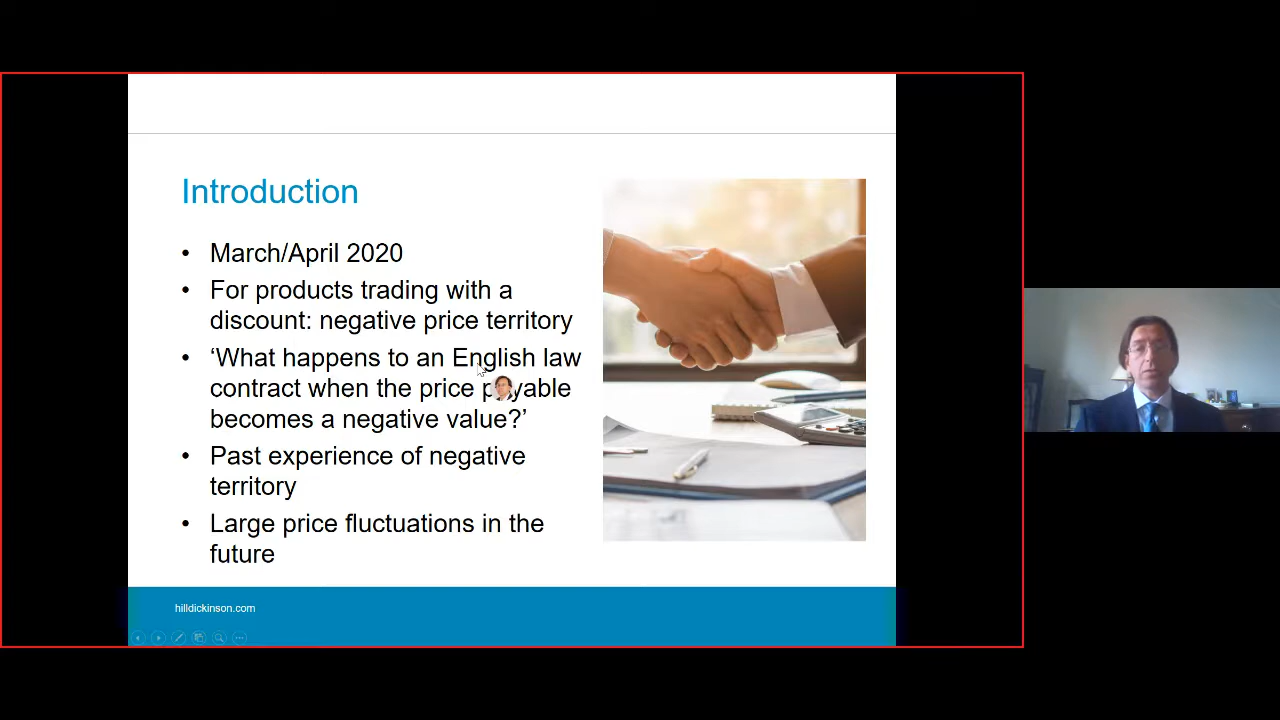 Introduction
• March/April 2020
• For products trading with a
discount: negative price territory
• ‘What happens to an English law
contract when the price payable
becomes a negative value?’
• Past experience of negative
territory
• Large price fluctuations in the
future
hilldickinson.com